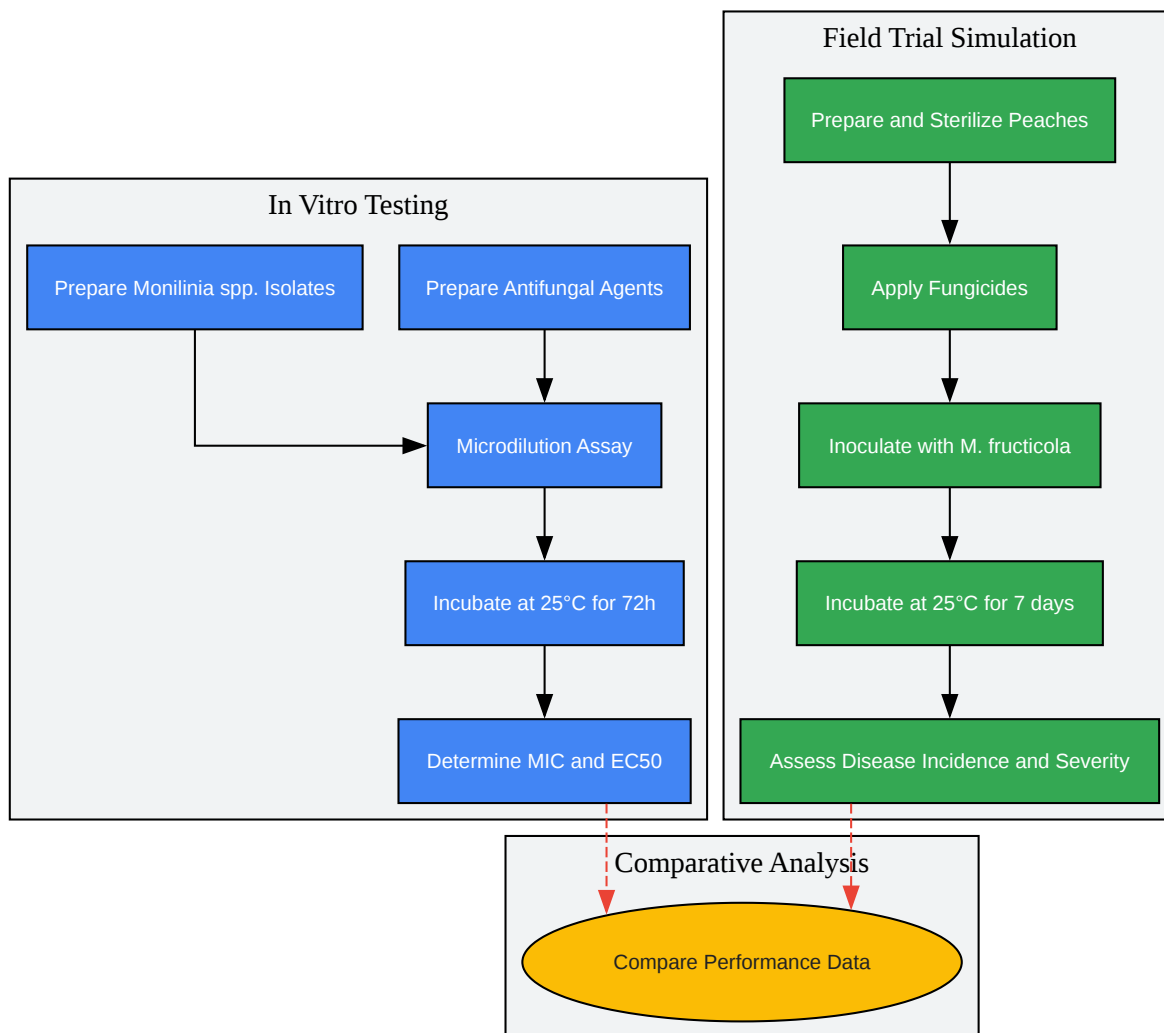 Field Trial Simulation
Prepare and Sterilize Peaches
In Vitro Testing
Prepare Monilinia spp. Isolates
Prepare Antifungal Agents
Apply Fungicides
Microdilution Assay
Inoculate with M. fructicola
Incubate at 25°C for 72h
Incubate at 25°C for 7 days
Determine MIC and EC50
Assess Disease Incidence and Severity
Comparative Analysis
Compare Performance Data